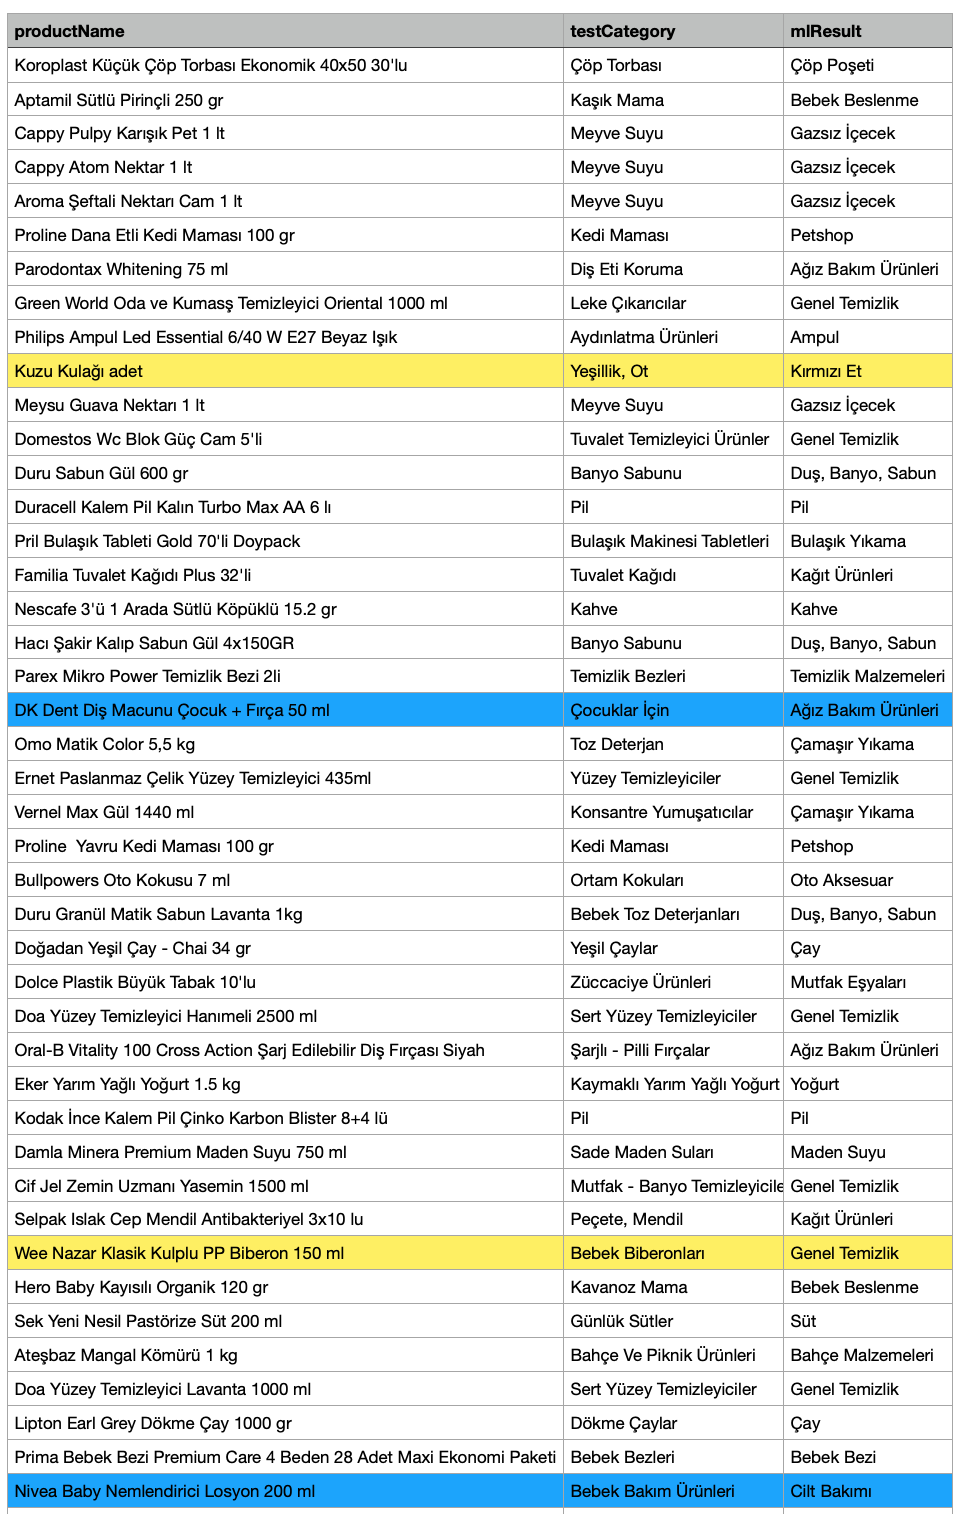 productName testCategory mlResult
Koroplast Küçük Çöp Torbası Ekonomik 40x50 30'lu Çöp Torbası Çöp Poşeti
Aptamil Sütlü Pirinçli 250 gr Kaşık Mama Bebek Beslenme
Cappy Pulpy Karışık Pet 1 lt Meyve Suyu Gazsız İçecek
Cappy Atom Nektar 1 lt Meyve Suyu Gazsız İçecek
Aroma Şeftali Nektarı Cam 1 lt Meyve Suyu Gazsız İçecek
Proline Dana Etli Kedi Maması 100 gr Kedi Maması Petshop
Parodontax Whitening 75 ml Diş Eti Koruma Ağız Bakım Ürünleri
Green World Oda ve Kumasş Temizleyici Oriental 1000 ml Leke Çıkarıcılar Genel Temizlik
Philips Ampul Led Essential 6/40 W E27 Beyaz Işık Aydınlatma Ürünleri Ampul
Kuzu Kulağı adet Yeşillik, Ot Kırmızı Et
Meysu Guava Nektarı 1 lt Meyve Suyu Gazsız İçecek
Domestos Wc Blok Güç Cam 5'li Tuvalet Temizleyici Ürünler Genel Temizlik
Duru Sabun Gül 600 gr Banyo Sabunu Duş, Banyo, Sabun
Duracell Kalem Pil Kalın Turbo Max AA 6 lı Pil Pil
Pril Bulaşık Tableti Gold 70'li Doypack Bulaşık Makinesi Tabletleri Bulaşık Yıkama
Familia Tuvalet Kağıdı Plus 32'li Tuvalet Kağıdı Kağıt Ürünleri
Nescafe 3'ü 1 Arada Sütlü Köpüklü 15.2 gr Kahve Kahve
Hacı Şakir Kalıp Sabun Gül 4x150GR Banyo Sabunu Duş, Banyo, Sabun
Parex Mikro Power Temizlik Bezi 2li Temizlik Bezleri Temizlik Malzemeleri
DK Dent Diş Macunu Çocuk + Fırça 50 ml Çocuklar İçin Ağız Bakım Ürünleri
Omo Matik Color 5,5 kg Toz Deterjan Çamaşır Yıkama
Ernet Paslanmaz Çelik Yüzey Temizleyici 435ml Yüzey Temizleyiciler Genel Temizlik
Vernel Max Gül 1440 ml Konsantre Yumuşatıcılar Çamaşır Yıkama
Proline  Yavru Kedi Maması 100 gr Kedi Maması Petshop
Bullpowers Oto Kokusu 7 ml Ortam Kokuları Oto Aksesuar
Duru Granül Matik Sabun Lavanta 1kg Bebek Toz Deterjanları Duş, Banyo, Sabun
Doğadan Yeşil Çay - Chai 34 gr Yeşil Çaylar Çay
Dolce Plastik Büyük Tabak 10'lu Züccaciye Ürünleri Mutfak Eşyaları
Doa Yüzey Temizleyici Hanımeli 2500 ml Sert Yüzey Temizleyiciler Genel Temizlik
Oral-B Vitality 100 Cross Action Şarj Edilebilir Diş Fırçası Siyah Şarjlı - Pilli Fırçalar Ağız Bakım Ürünleri
Eker Yarım Yağlı Yoğurt 1.5 kg Kaymaklı Yarım Yağlı Yoğurt Yoğurt
Kodak İnce Kalem Pil Çinko Karbon Blister 8+4 lü Pil Pil
Damla Minera Premium Maden Suyu 750 ml Sade Maden Suları Maden Suyu
Cif Jel Zemin Uzmanı Yasemin 1500 ml Mutfak - Banyo Temizleyicile Genel Temizlik
Selpak Islak Cep Mendil Antibakteriyel 3x10 lu Peçete, Mendil Kağıt Ürünleri
Wee Nazar Klasik Kulplu PP Biberon 150 ml Bebek Biberonları Genel Temizlik
Hero Baby Kayısılı Organik 120 gr Kavanoz Mama Bebek Beslenme
Sek Yeni Nesil Pastörize Süt 200 ml Günlük Sütler Süt
Ateşbaz Mangal Kömürü 1 kg Bahçe Ve Piknik Ürünleri Bahçe Malzemeleri
Doa Yüzey Temizleyici Lavanta 1000 ml Sert Yüzey Temizleyiciler Genel Temizlik
Lipton Earl Grey Dökme Çay 1000 gr Dökme Çaylar Çay
Prima Bebek Bezi Premium Care 4 Beden 28 Adet Maxi Ekonomi Paketi Bebek Bezleri Bebek Bezi
Nivea Baby Nemlendirici Losyon 200 ml Bebek Bakım Ürünleri Cilt Bakımı